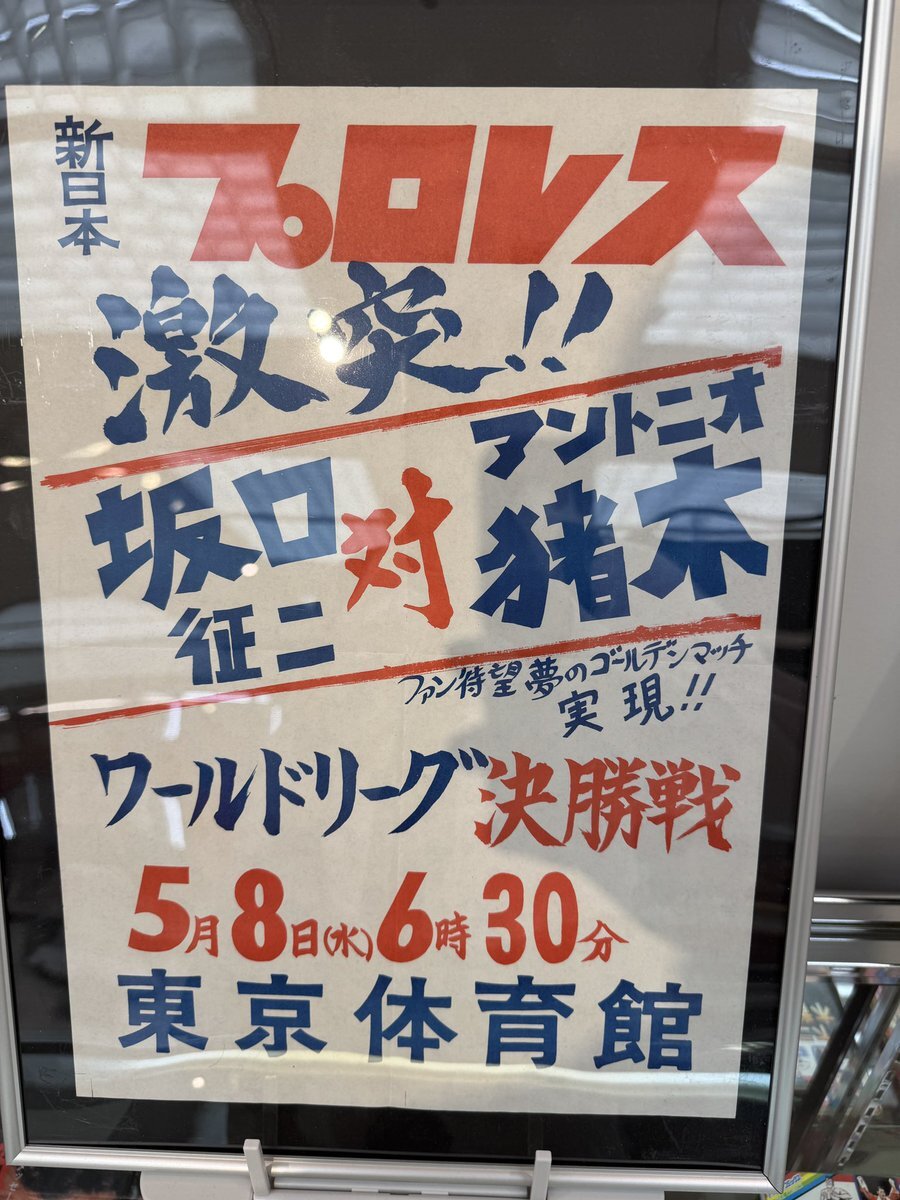 新日本
プロレス
激突!!
坂口征二
対
アントニオ
猪木
ファン待望夢のゴールデンマッチ
実現!!
ワールドリーグ決勝戦
5月8日(水)6時30分
東京体育館